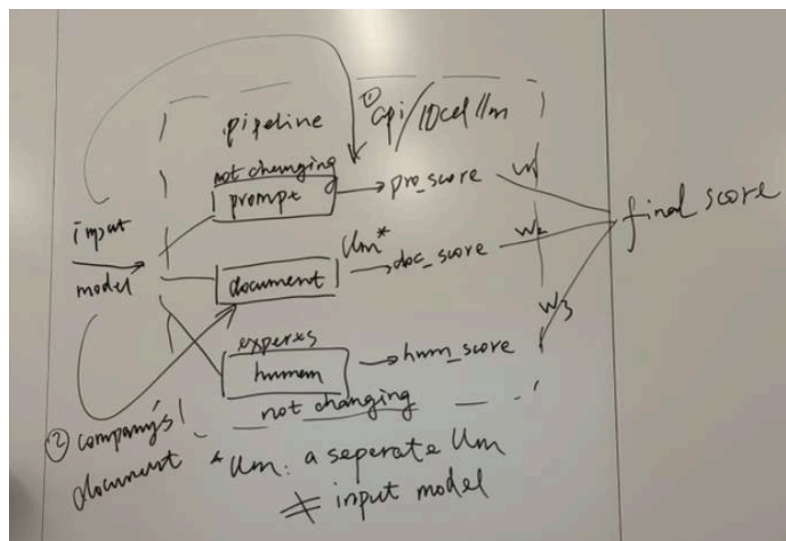 ① api/local llm
pipeline
not changing
prompt → pro_score w1
input
model
llm*
document → doc_score w2
final score
experts
human → hum_score w3
not changing
② company's
document
* llm: a seperate llm
≠ input model